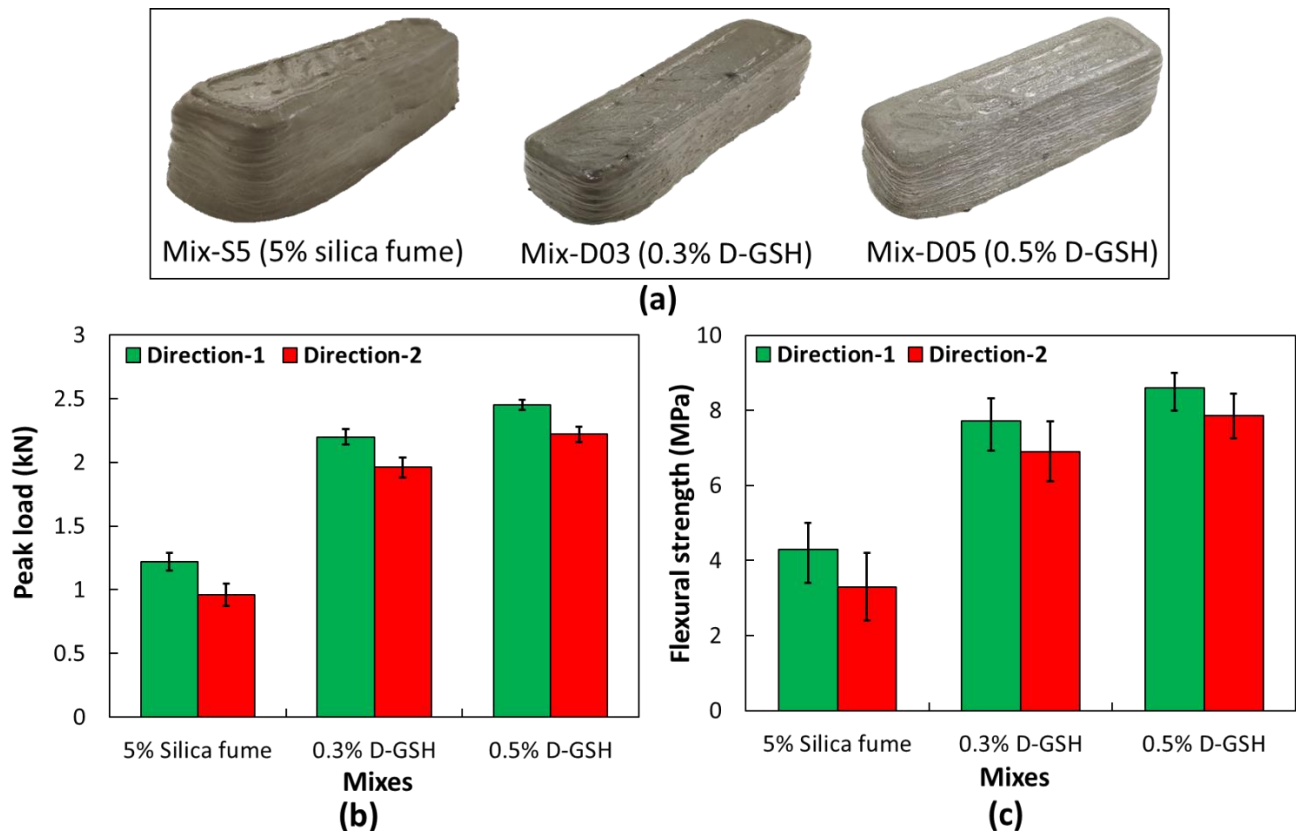 Mix-S5 (5% silica fume)
Mix-D03 (0.3% D-GSH)
Mix-D05 (0.5% D-GSH)
(a)
3
2.5
2
1.5
1
0.5
0
Peak load (kN)
Direction-1
Direction-2
5% Silica fume
0.3% D-GSH
0.5% D-GSH
Mixes
(b)
10
8
6
4
2
0
Flexural strength (MPa)
Direction-1
Direction-2
5% Silica fume
0.3% D-GSH
0.5% D-GSH
Mixes
(c)